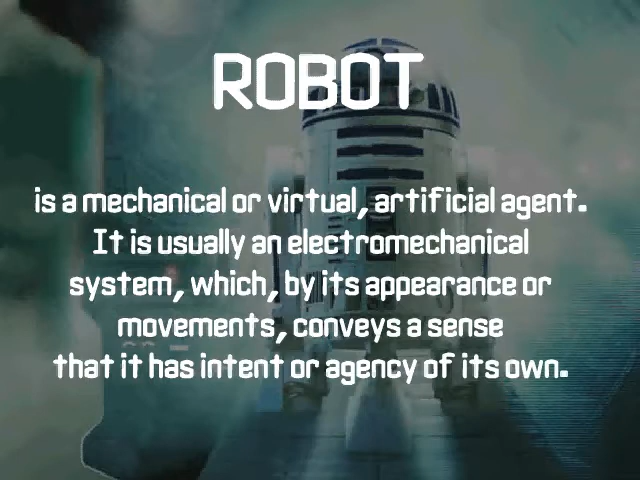 ROBOT
is a mechanical or virtual, artificial agent.
It is usually an electromechanical
system, which, by its appearance or
movements, conveys a sense
that it has intent or agency of its own.